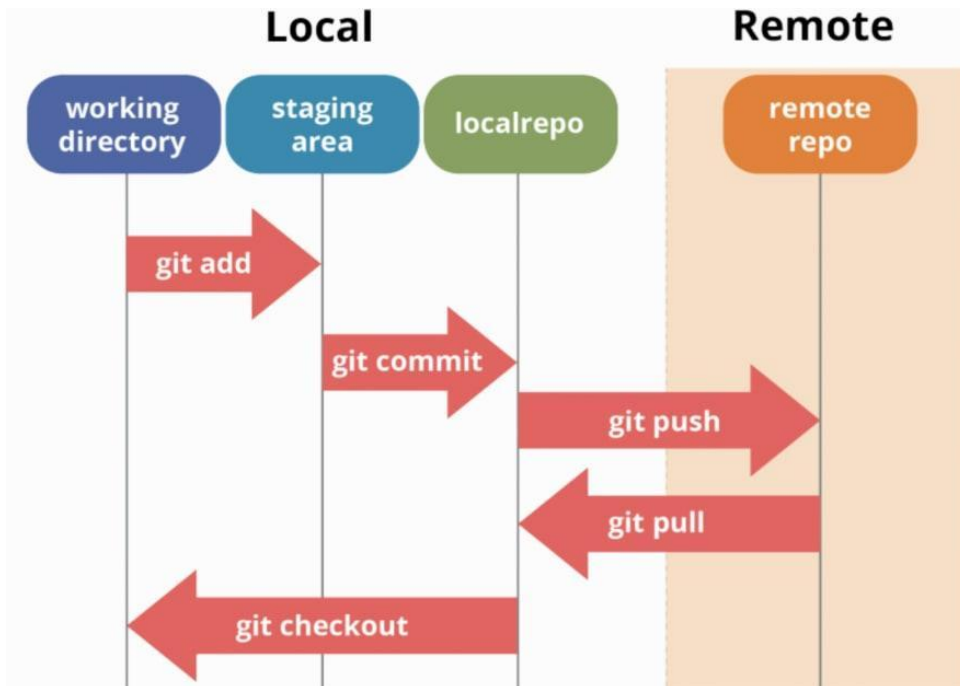 Local
Remote
working
directory
staging
area
localrepo
remote
repo
git add
git commit
git push
git pull
git checkout